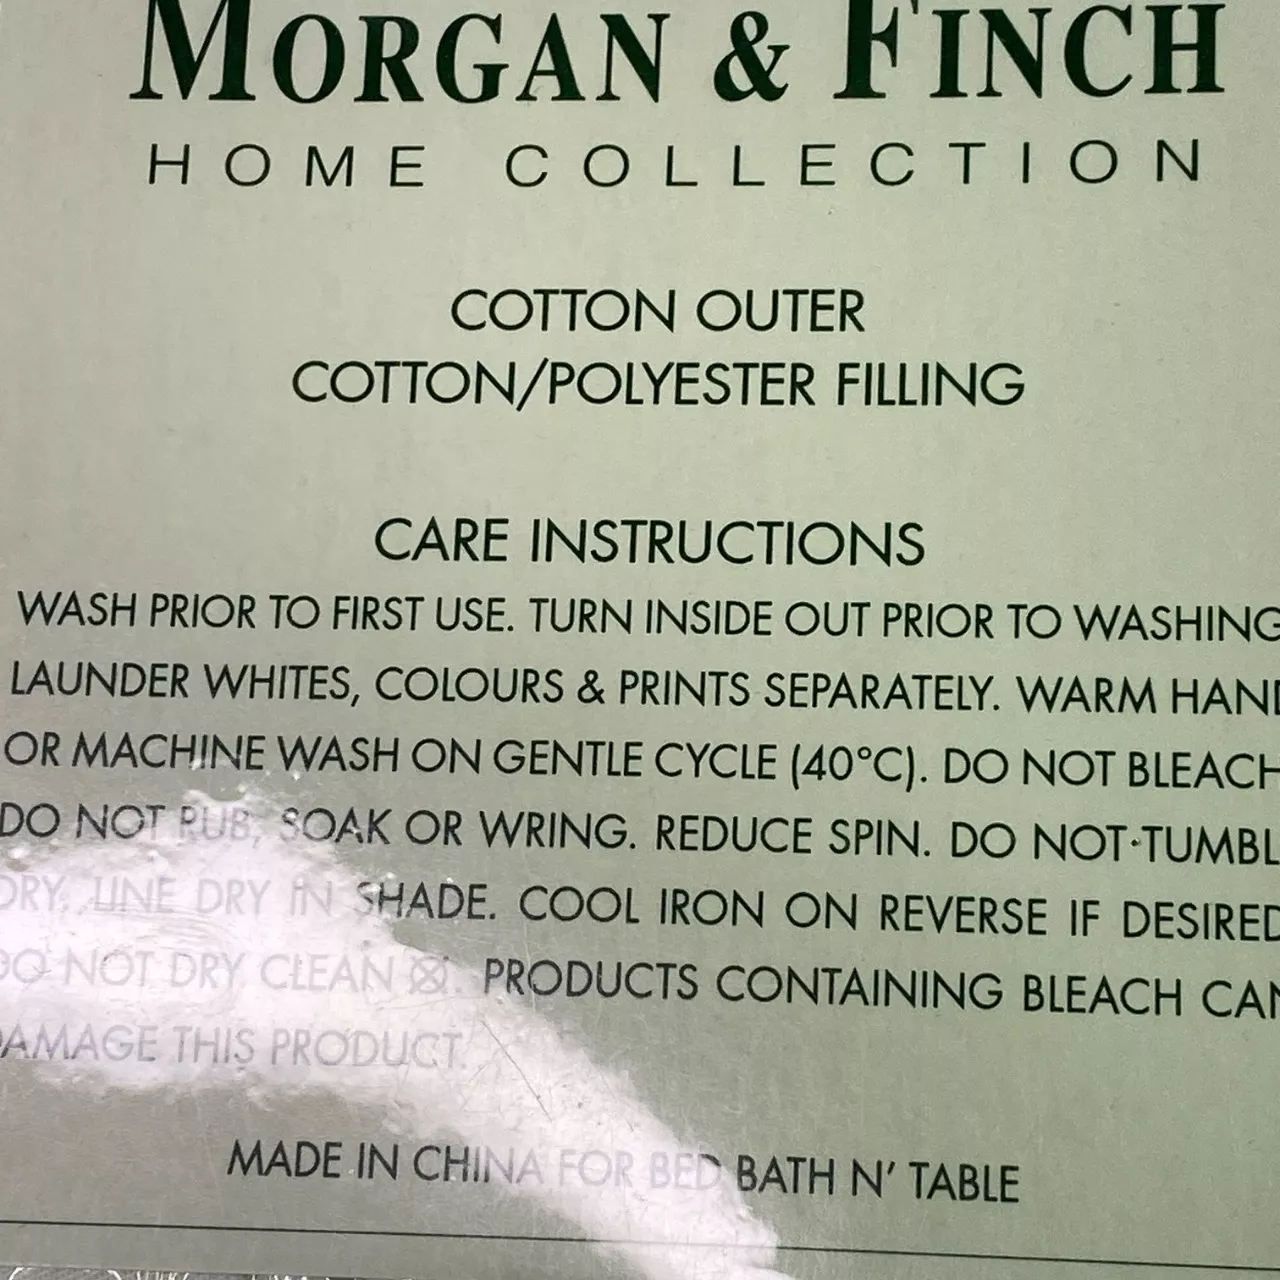 MORGAN & FINCH
HOME COLLECTION
COTTON OUTER
COTTON/POLYESTER FILLING
CARE INSTRUCTIONS
WASH PRIOR TO FIRST USE. TURN INSIDE OUT PRIOR TO WASHING
LAUNDER WHITES, COLOURS & PRINTS SEPARATELY. WARM HAND
OR MACHINE WASH ON GENTLE CYCLE (40°C). DO NOT BLEACH
DO NOT RUB, SOAK OR WRING. REDUCE SPIN. DO NOT TUMBL
DRY. LINE DRY IN SHADE. COOL IRON ON REVERSE IF DESIRED
DO NOT DRY CLEAN ⊗. PRODUCTS CONTAINING BLEACH CAN
DAMAGE THIS PRODUCT.
MADE IN CHINA FOR BED BATH N' TABLE